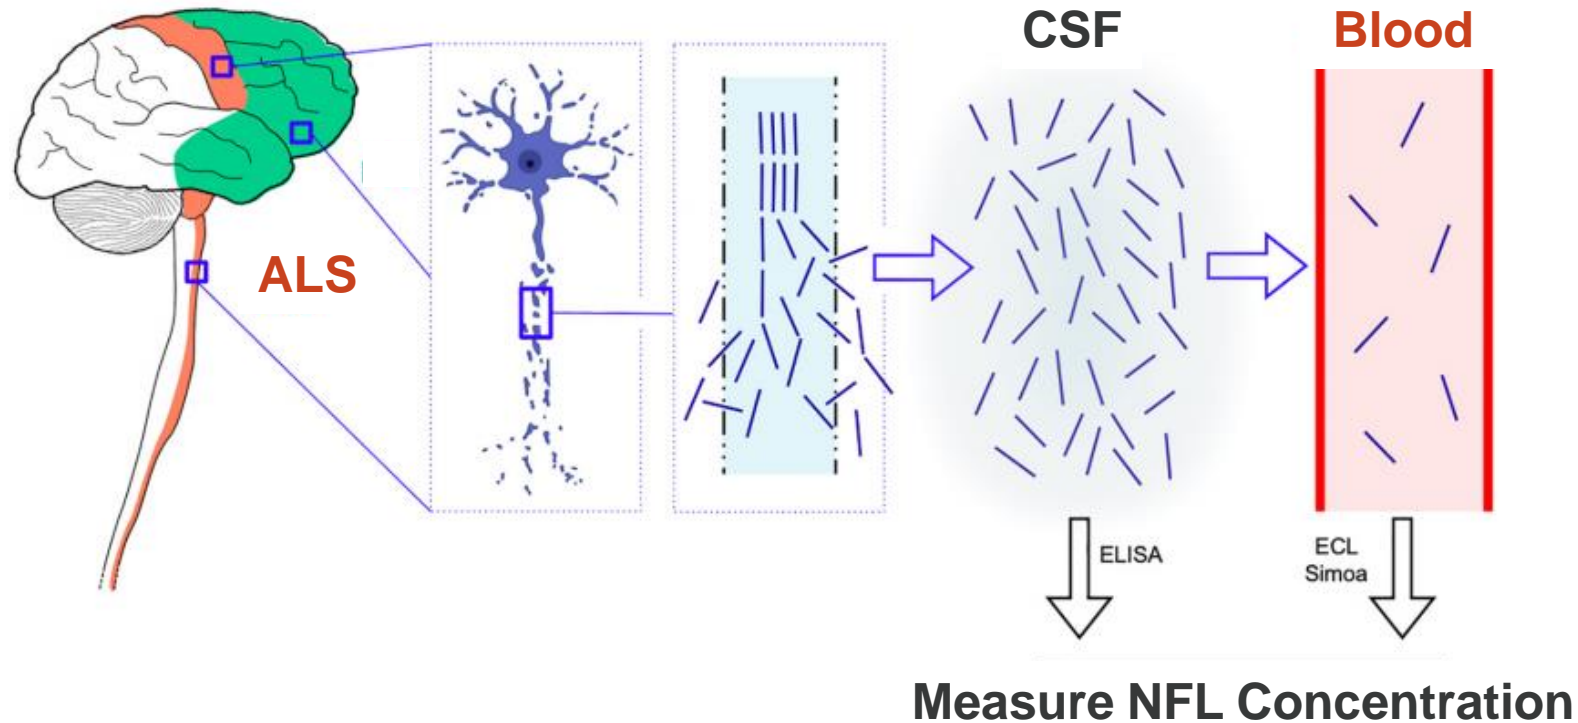 CSF
Blood
ALS
ELISA
ECL
Simoa
Measure NFL Concentration